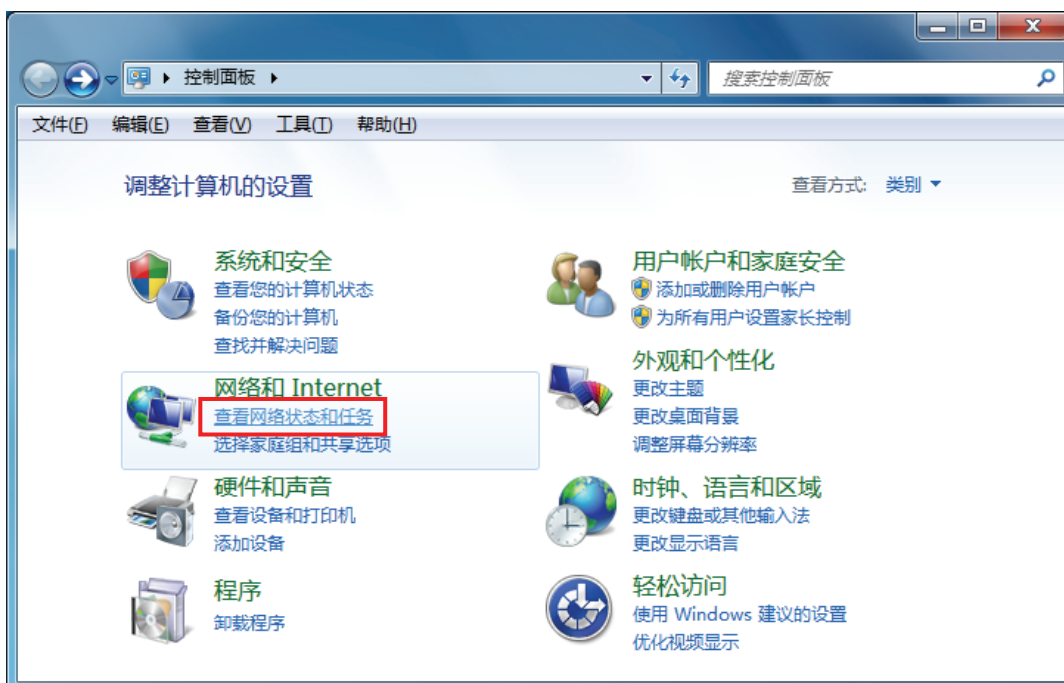 控制面板
搜索控制面板
文件(F) 编辑(E) 查看(V) 工具(T) 帮助(H)
调整计算机的设置
查看方式: 类别
系统和安全
查看您的计算机状态
备份您的计算机
查找并解决问题
网络和 Internet
查看网络状态和任务
选择家庭组和共享选项
硬件和声音
查看设备和打印机
添加设备
程序
卸载程序
用户帐户和家庭安全
添加或删除用户帐户
为所有用户设置家长控制
外观和个性化
更改主题
更改桌面背景
调整屏幕分辨率
时钟、语言和区域
更改键盘或其他输入法
更改显示语言
轻松访问
使用 Windows 建议的设置
优化视频显示